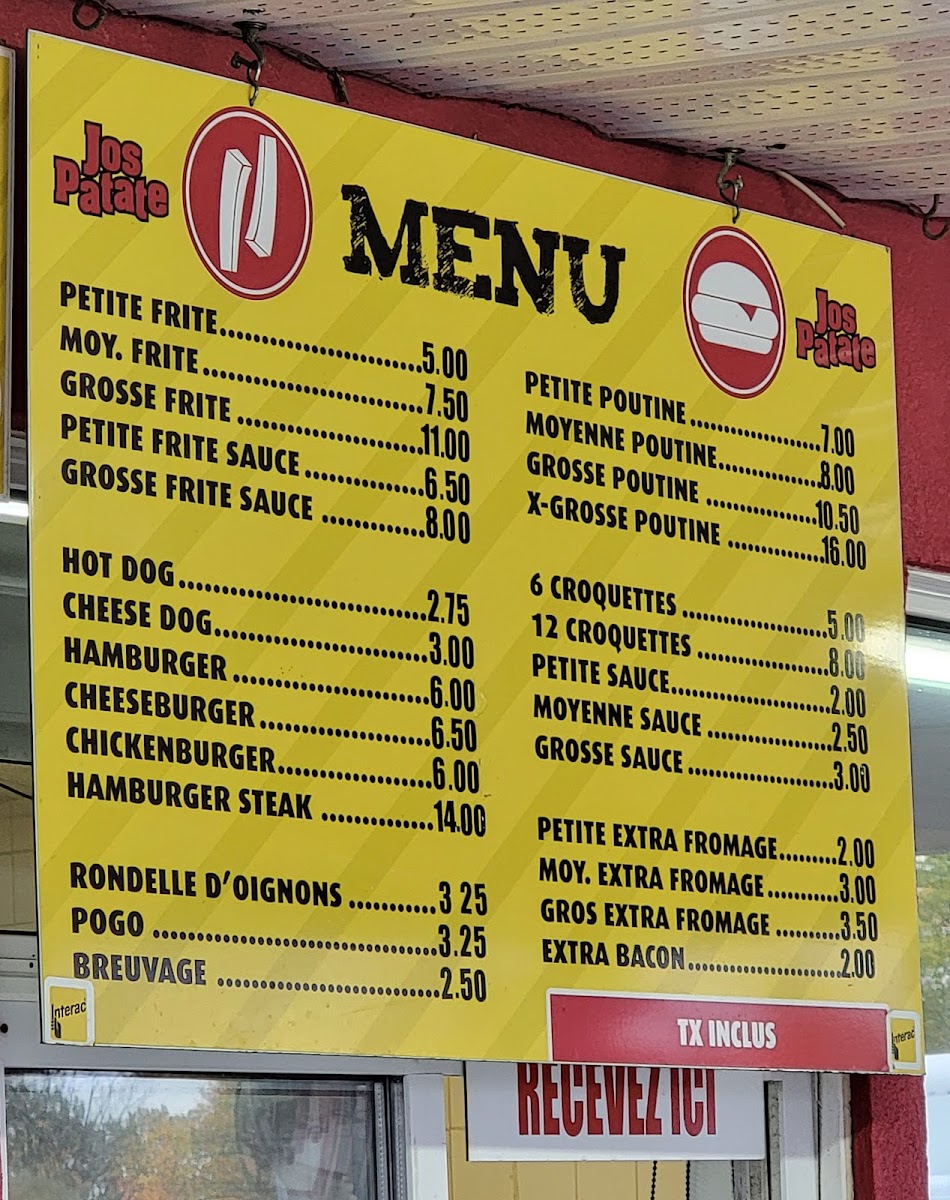 Jos
Patate
MENU
Jos
Patate
PETITE FRITE....................5.00
MOY. FRITE......................7.50
GROSSE FRITE ..................11.00
PETITE FRITE SAUCE ............6.50
GROSSE FRITE SAUCE ...........8.00
HOT DOG.........................2.75
CHEESE DOG.....................3.00
HAMBURGER ....................6.00
CHEESEBURGER .................6.50
CHICKENBURGER................6.00
HAMBURGER STEAK .............14.00
RONDELLE D'OIGNONS ..........3 25
POGO ............................3.25
BREUVAGE ......................2.50
PETITE POUTINE................7.00
MOYENNE POUTINE............8.00
GROSSE POUTINE .............10.50
X-GROSSE POUTINE ...........16.00
6 CROQUETTES .................5.00
12 CROQUETTES ...............8.00
PETITE SAUCE..................2.00
MOYENNE SAUCE ..............2.50
GROSSE SAUCE .................3.00
PETITE EXTRA FROMAGE.......2.00
MOY. EXTRA FROMAGE ........3.00
GROS EXTRA FROMAGE ........3.50
EXTRA BACON..................2.00
Interac
TX INCLUS
Interac
RECEVEZ ICI